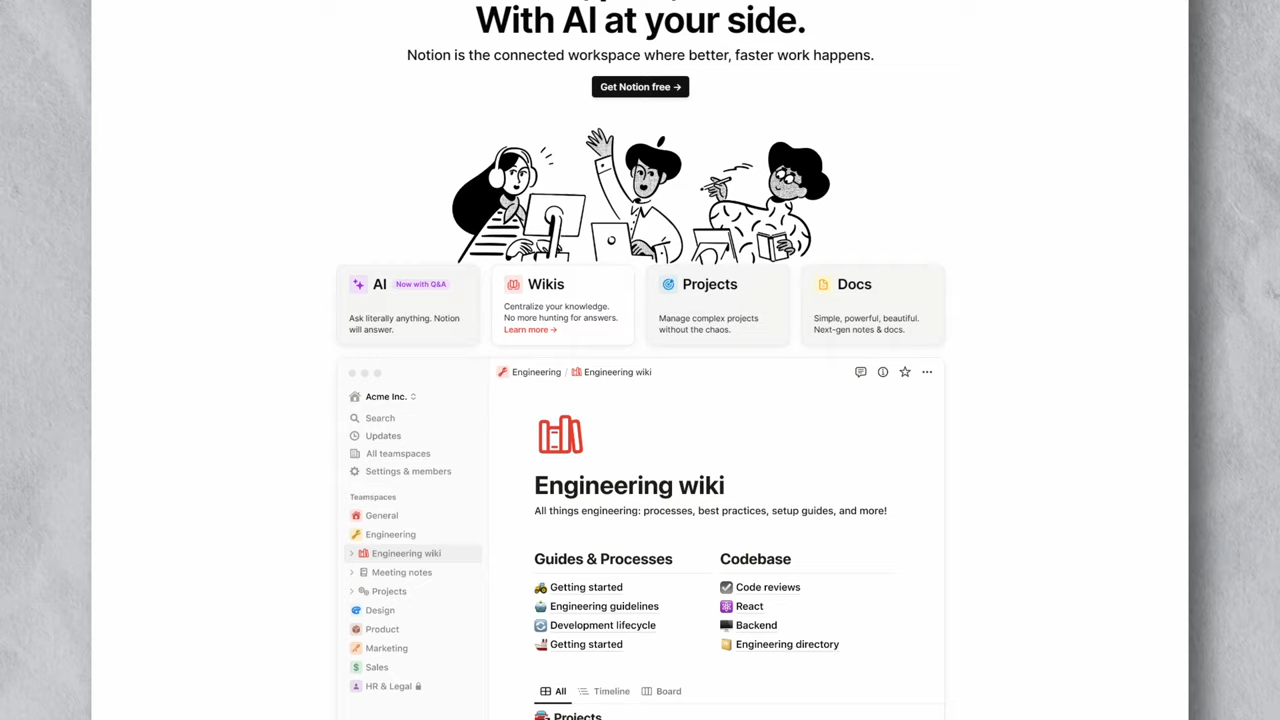 With AI at your side.
Notion is the connected workspace where better, faster work happens.
Get Notion free →
AI Now with Q&A
Ask literally anything. Notion
will answer.
Wikis
Centralize your knowledge.
No more hunting for answers.
Learn more →
Projects
Manage complex projects
without the chaos.
Docs
Simple, powerful, beautiful.
Next-gen notes & docs.
Acme Inc.
Search
Updates
All teamspaces
Settings & members
Teamspaces
General
Engineering
Engineering wiki
Meeting notes
Projects
Design
Product
Marketing
Sales
HR & Legal
Engineering / Engineering wiki
Engineering wiki
All things engineering: processes, best practices, setup guides, and more!
Guides & Processes
Getting started
Engineering guidelines
Development lifecycle
Getting started
Codebase
Code reviews
React
Backend
Engineering directory
All Timeline Board
Projects